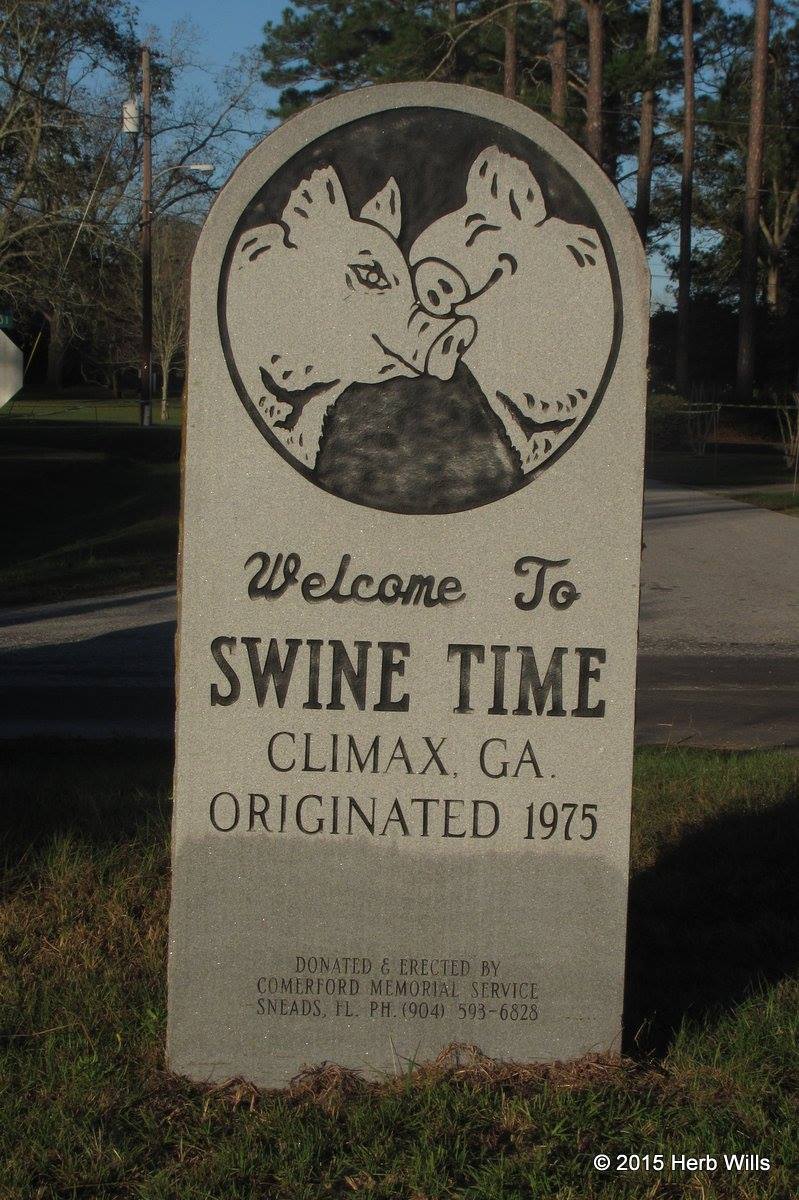 Welcome To
SWINE TIME
CLIMAX, GA.
ORIGINATED 1975
DONATED & ERECTED BY
COMERFORD MEMORIAL SERVICE
SNEADS, FL. PH. (904) 593-6828
© 2015 Herb Wills